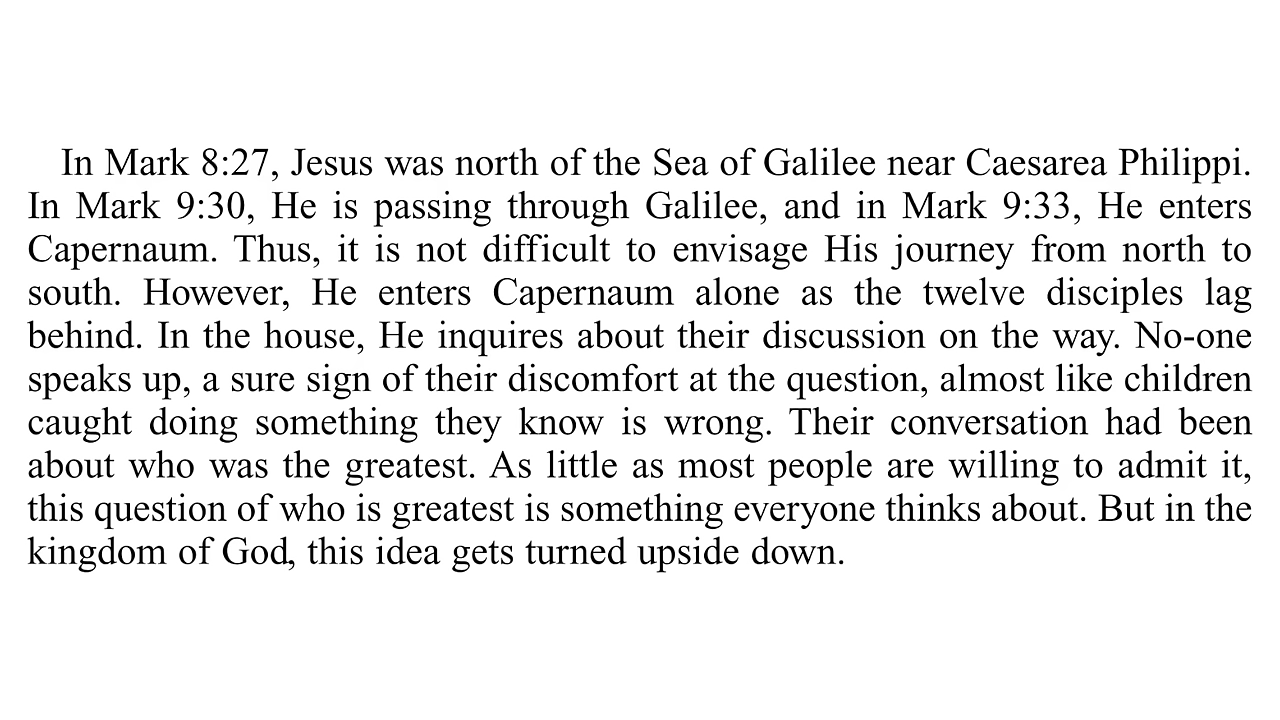 In Mark 8:27, Jesus was north of the Sea of Galilee near Caesarea Philippi.
In Mark 9:30, He is passing through Galilee, and in Mark 9:33, He enters
Capernaum. Thus, it is not difficult to envisage His journey from north to
south. However, He enters Capernaum alone as the twelve disciples lag
behind. In the house, He inquires about their discussion on the way. No-one
speaks up, a sure sign of their discomfort at the question, almost like children
caught doing something they know is wrong. Their conversation had been
about who was the greatest. As little as most people are willing to admit it,
this question of who is greatest is something everyone thinks about. But in the
kingdom of God, this idea gets turned upside down.